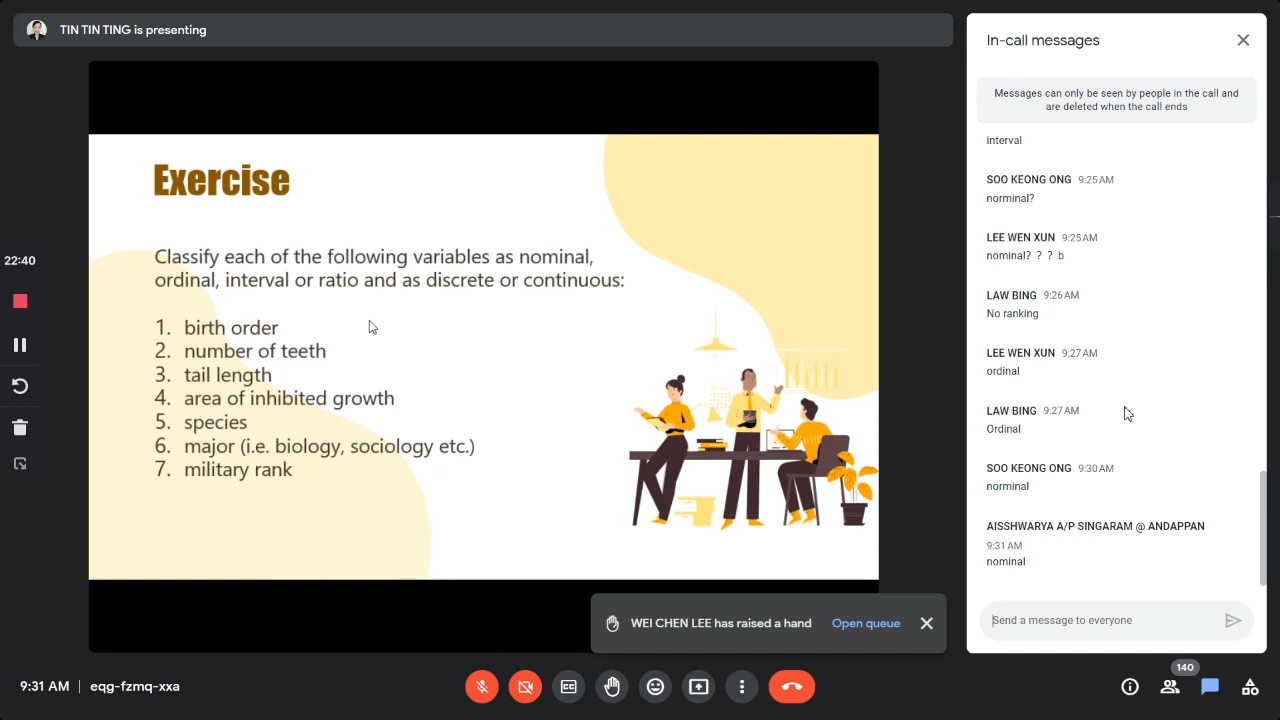 TIN TIN TING is presenting
Exercise
Classify each of the following variables as nominal,
ordinal, interval or ratio and as discrete or continuous:
1. birth order
2. number of teeth
3. tail length
4. area of inhibited growth
5. species
6. major (i.e. biology, sociology etc.)
7. military rank
22:40
WEI CHEN LEE has raised a hand Open queue
In-call messages
Messages can only be seen by people in the call and
are deleted when the call ends
interval
SOO KEONG ONG 9:25 AM
norminal?
LEE WEN XUN 9:25 AM
nominal? ? ? b
LAW BING 9:26 AM
No ranking
LEE WEN XUN 9:27 AM
ordinal
LAW BING 9:27 AM
Ordinal
SOO KEONG ONG 9:30 AM
norminal
AISSHWARYA A/P SINGARAM @ ANDAPPAN
9:31 AM
nominal
Send a message to everyone
9:31 AM | eqg-fzmq-xxa
CC
140